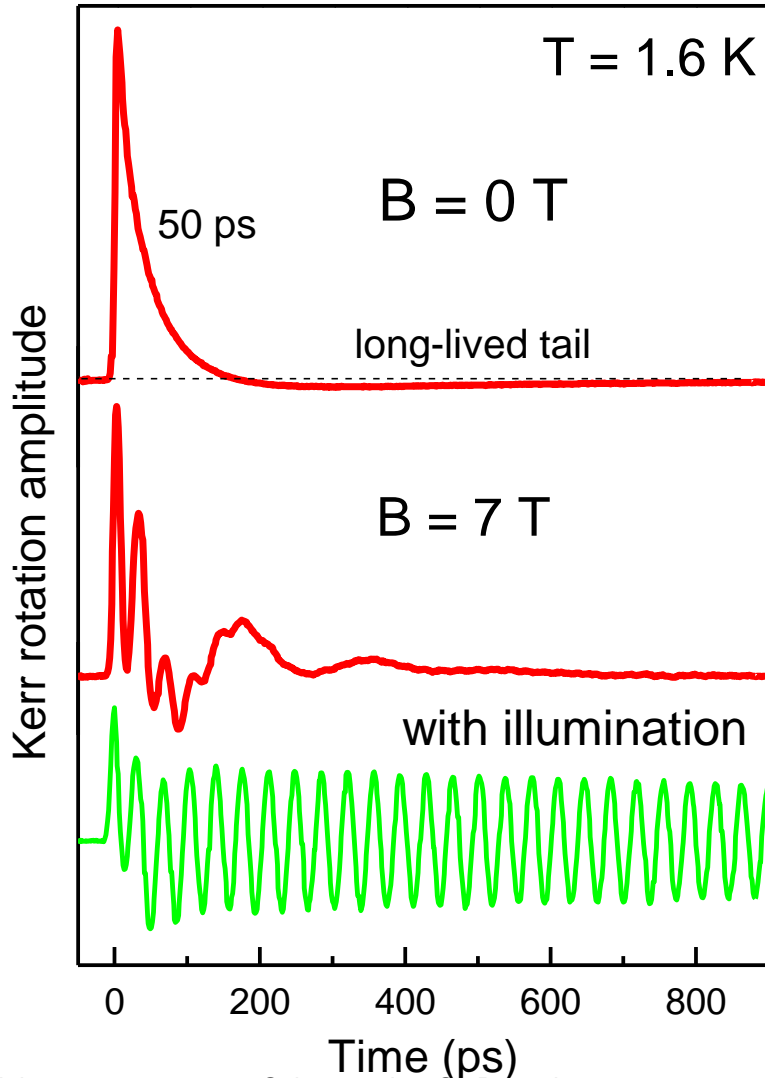 T = 1.6 K
B = 0 T
50 ps
long-lived tail
Kerr rotation amplitude
B = 7 T
with illumination
0 200 400 600 800
Time (ps)